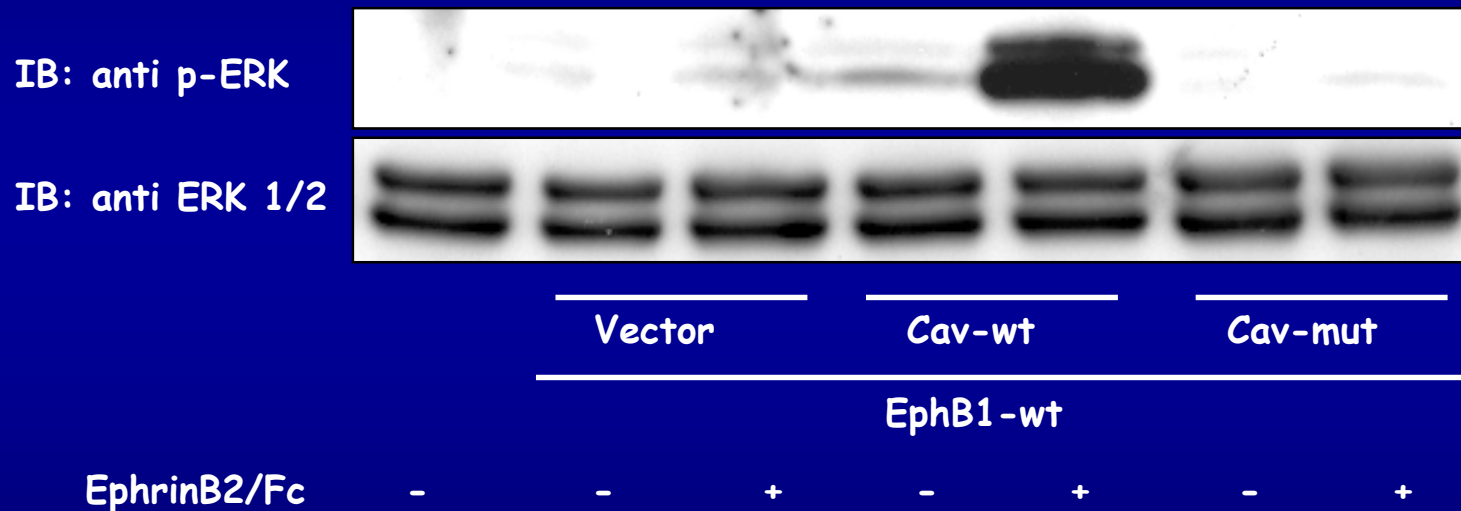 IB: anti p-ERK
IB: anti ERK 1/2
Vector Cav-wt Cav-mut
EphB1-wt
EphrinB2/Fc - - + - + - +